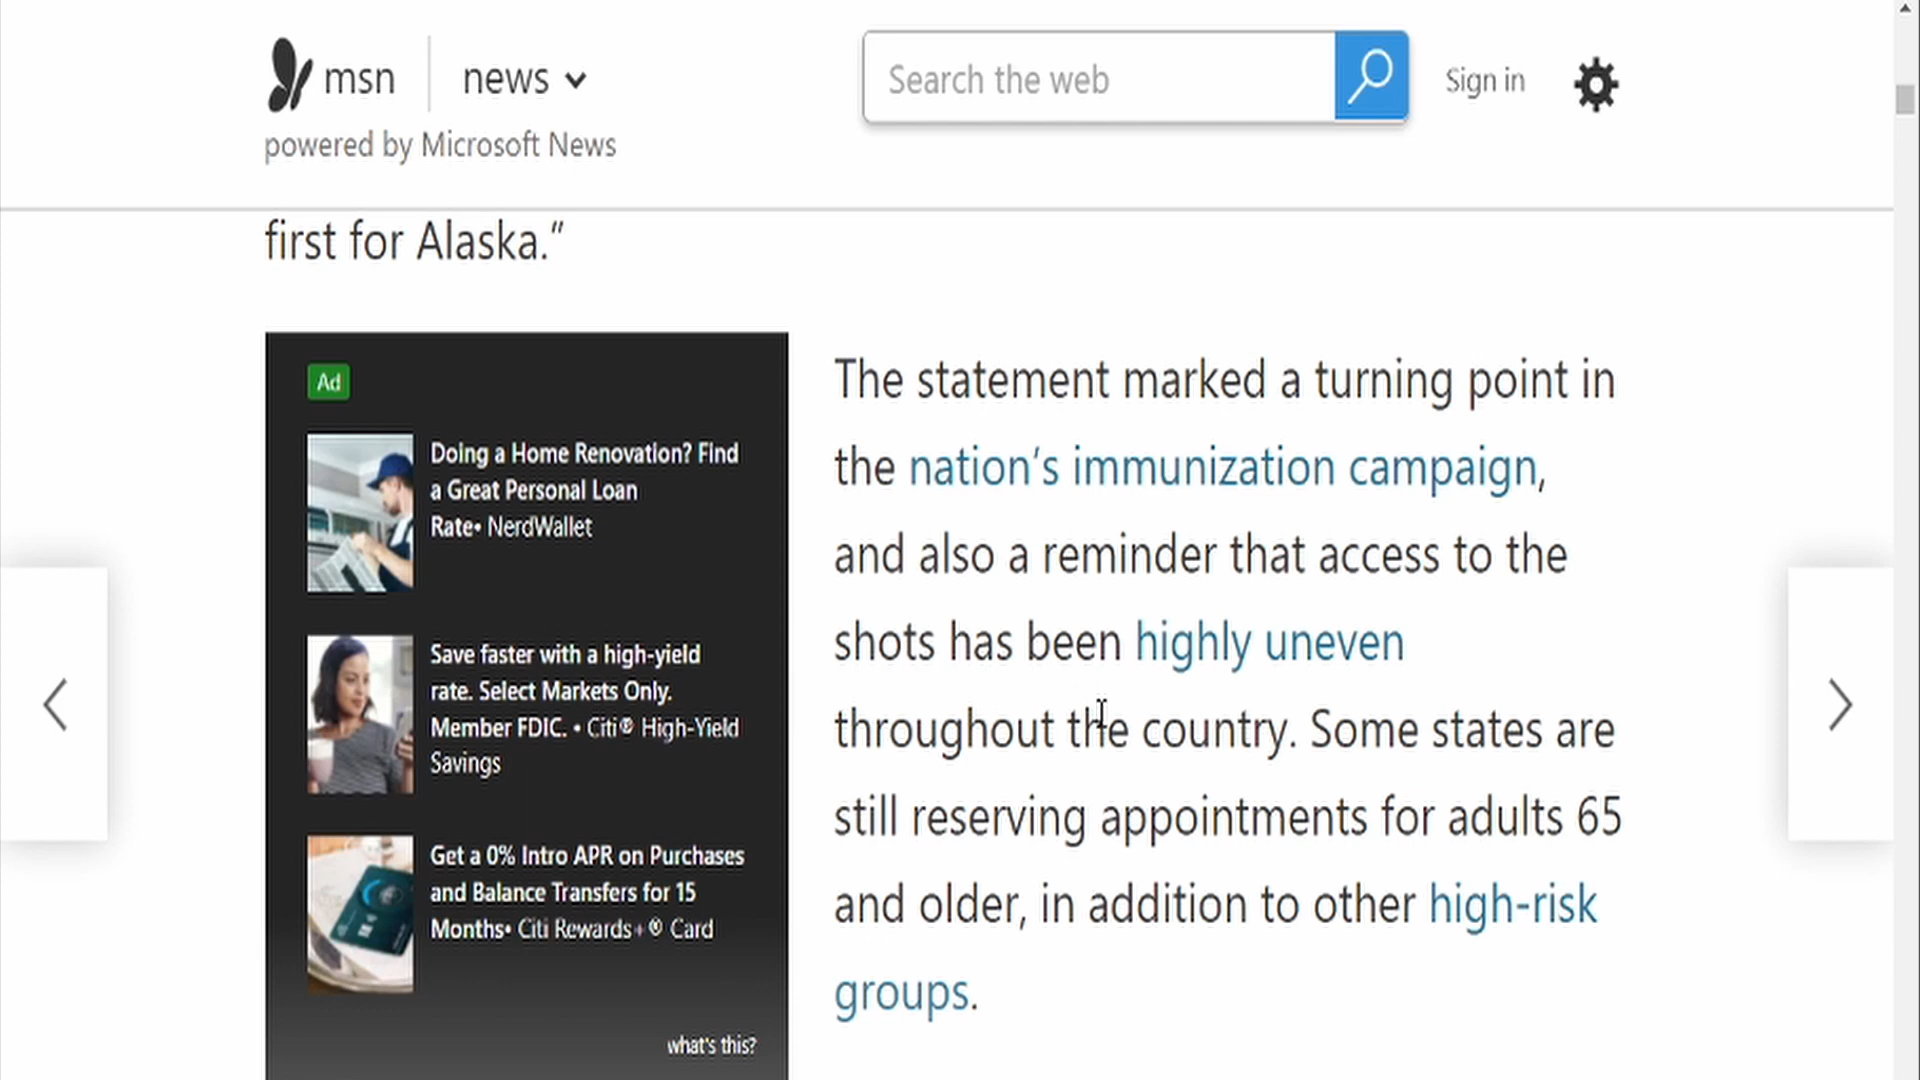 msn news
Search the web
Sign in
powered by Microsoft News
first for Alaska.”
Ad
Doing a Home Renovation? Find
a Great Personal Loan
Rate• NerdWallet
Save faster with a high-yield
rate. Select Markets Only.
Member FDIC. • Citi® High-Yield
Savings
Get a 0% Intro APR on Purchases
and Balance Transfers for 15
Months• Citi Rewards+® Card
what's this?
The statement marked a turning point in
the nation’s immunization campaign,
and also a reminder that access to the
shots has been highly uneven
throughout the country. Some states are
still reserving appointments for adults 65
and older, in addition to other high-risk
groups.